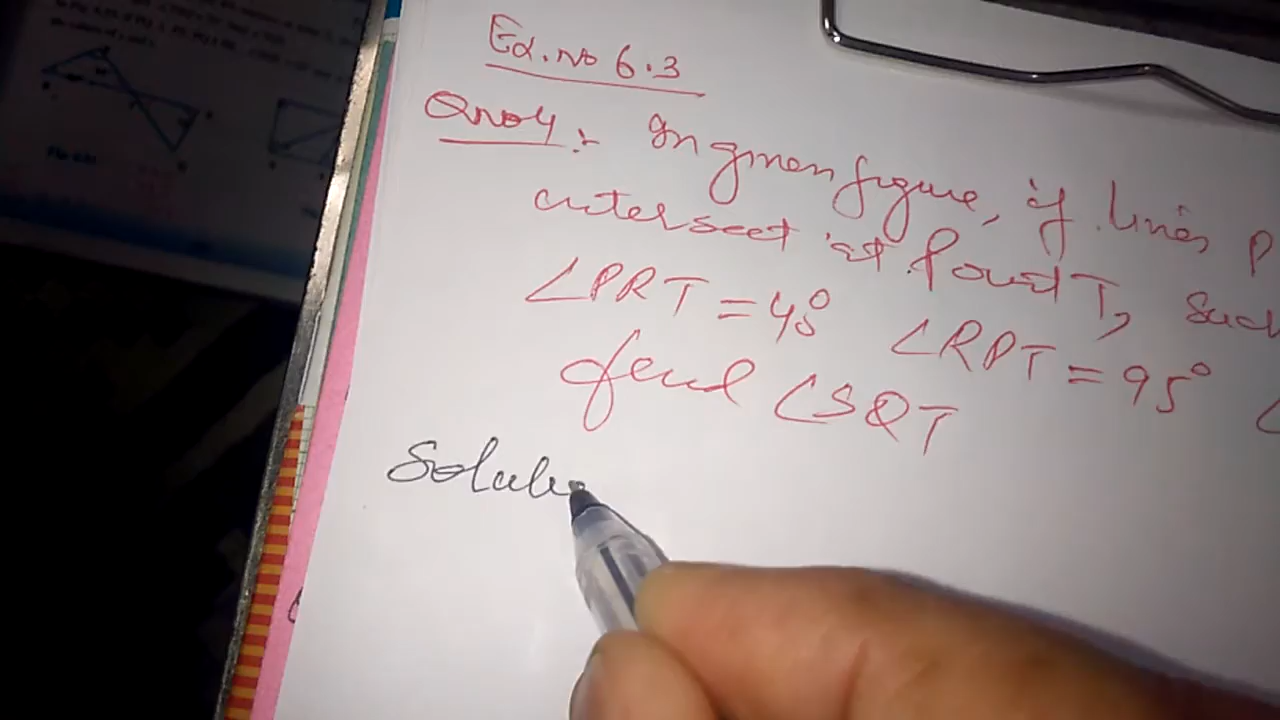 Ex. no 6.3
Q no 4: In given figure, if lines P
intersect at point T, such
∠PRT = 40° ∠RPT = 95° ∠
find ∠SQT
Soluti